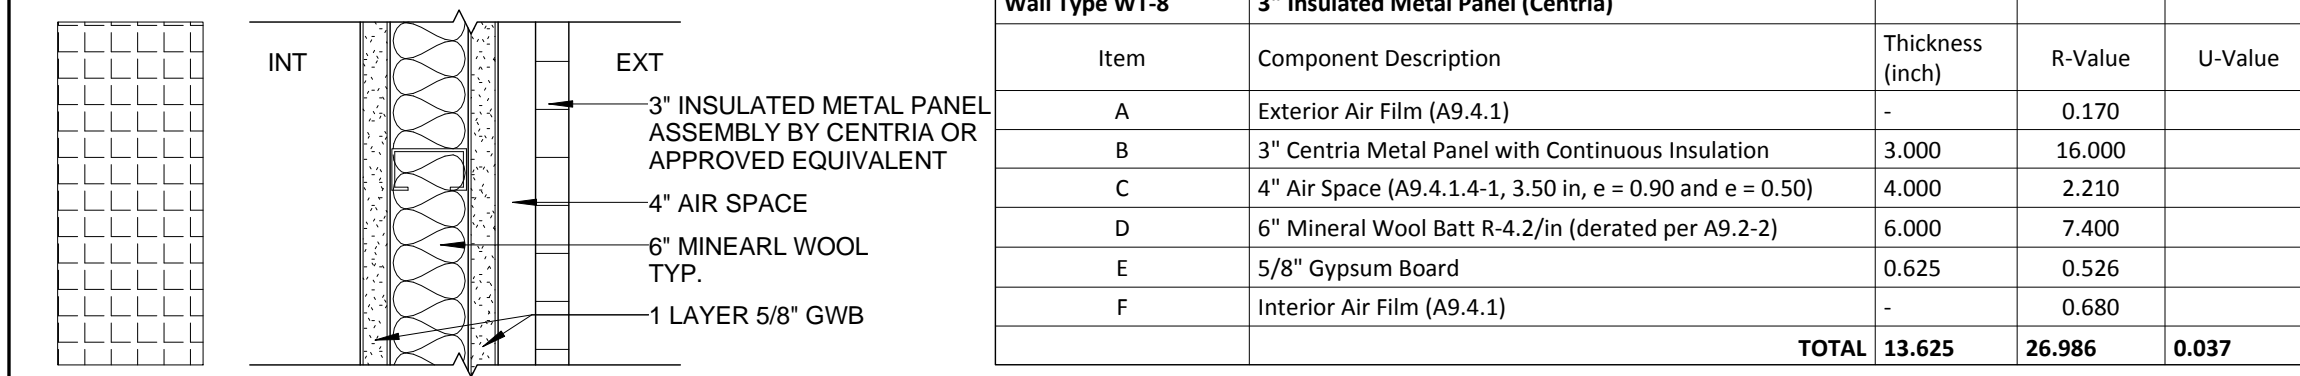 INT
EXT
3" INSULATED METAL PANEL
ASSEMBLY BY CENTRIA OR
APPROVED EQUIVALENT
4" AIR SPACE
6" MINEARL WOOL
TYP.
1 LAYER 5/8" GWB
Wall Type WT-8 3" Insulated Metal Panel (Centria)
Item Component Description Thickness (inch) R-Value U-Value
A Exterior Air Film (A9.4.1) - 0.170
B 3" Centria Metal Panel with Continuous Insulation 3.000 16.000
C 4" Air Space (A9.4.1.4-1, 3.50 in, e = 0.90 and e = 0.50) 4.000 2.210
D 6" Mineral Wool Batt R-4.2/in (derated per A9.2-2) 6.000 7.400
E 5/8" Gypsum Board 0.625 0.526
F Interior Air Film (A9.4.1) - 0.680
TOTAL 13.625 26.986 0.037